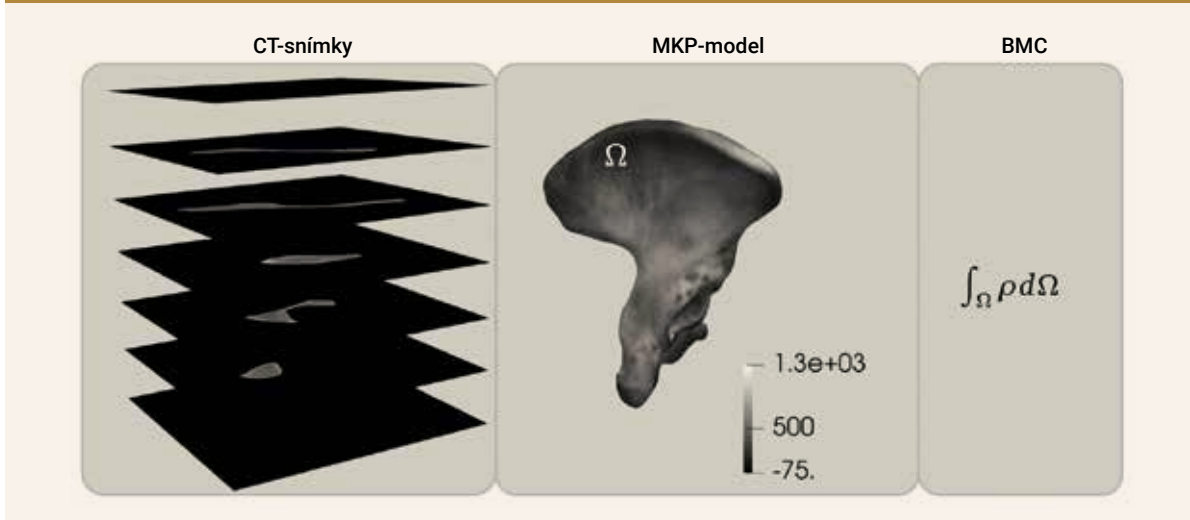 CT-snímky
MKP-model
BMC
Ω
∫Ω ρdΩ
1.3e+03
500
-75.